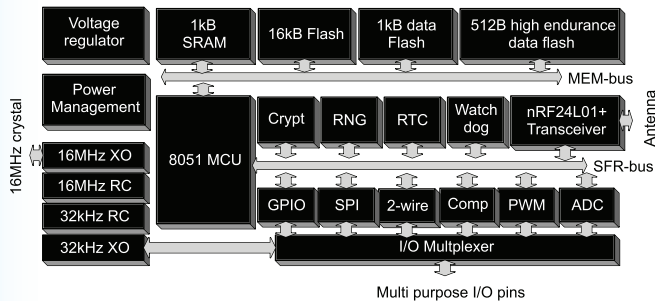 Voltage
regulator
1kB
SRAM
16kB Flash
1kB data
Flash
512B high endurance
data flash
MEM-bus
Power
Management
8051 MCU
Crypt
RNG
RTC
Watch
dog
nRF24L01+
Transceiver
Antenna
16MHz crystal
16MHz XO
16MHz RC
32kHz RC
32kHz XO
SFR-bus
GPIO
SPI
2-wire
Comp
PWM
ADC
I/O Multplexer
Multi purpose I/O pins